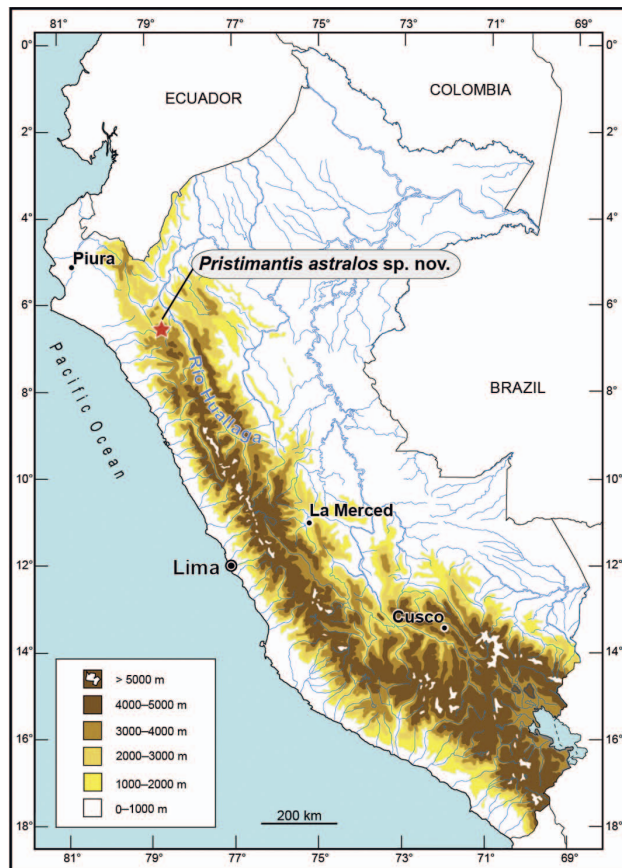 81° 79° 77° 75° 73° 71° 69°
0°
COLOMBIA
ECUADOR
2°
4°
Piura
Pristimantis astralos sp. nov.
6°
Pacific Ocean
Río Huallaga
8°
BRAZIL
10°
La Merced
12°
Lima
Cusco
14°
> 5000 m
4000–5000 m
3000–4000 m
2000–3000 m
1000–2000 m
0–1000 m
16°
200 km
18°
81° 79° 77° 75° 73° 71° 69°
0°
2°
4°
6°
8°
10°
12°
14°
16°
18°